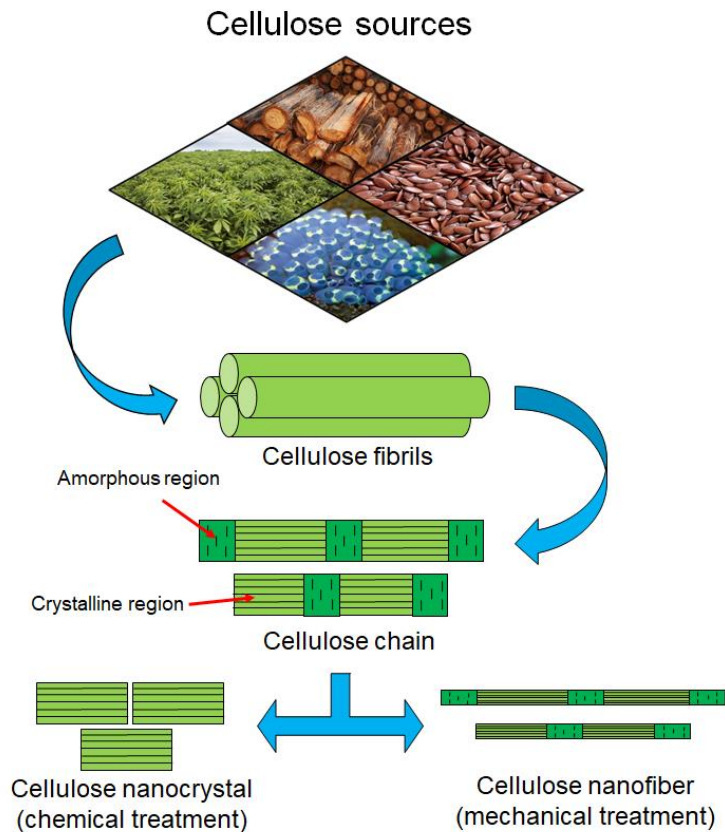 Cellulose sources
Cellulose fibrils
Amorphous region
Crystalline region
Cellulose chain
Cellulose nanocrystal
(chemical treatment)
Cellulose nanofiber
(mechanical treatment)